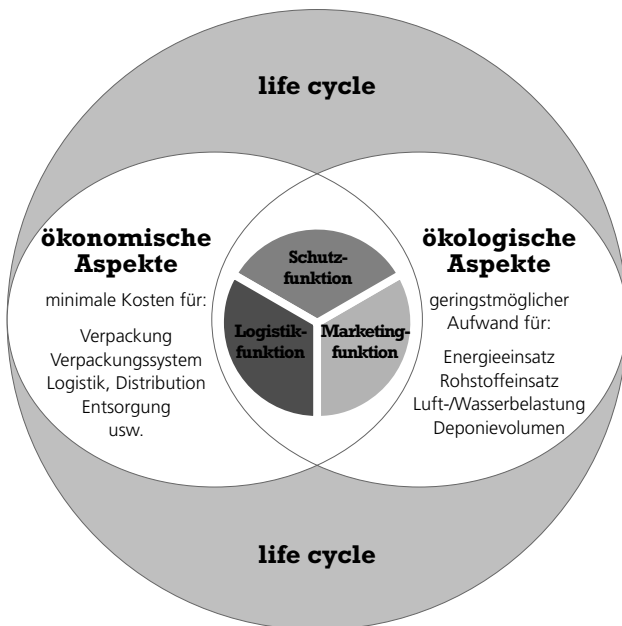 life cycle
ökonomische
Aspekte
minimale Kosten für:
Verpackung
Verpackungssystem
Logistik, Distribution
Entsorgung
usw.
Schutz-
funktion
Logistik-
funktion
Marketing-
funktion
ökologische
Aspekte
geringstmöglicher
Aufwand für:
Energieeinsatz
Rohstoffeinsatz
Luft-/Wasserbelastung
Deponievolumen
life cycle